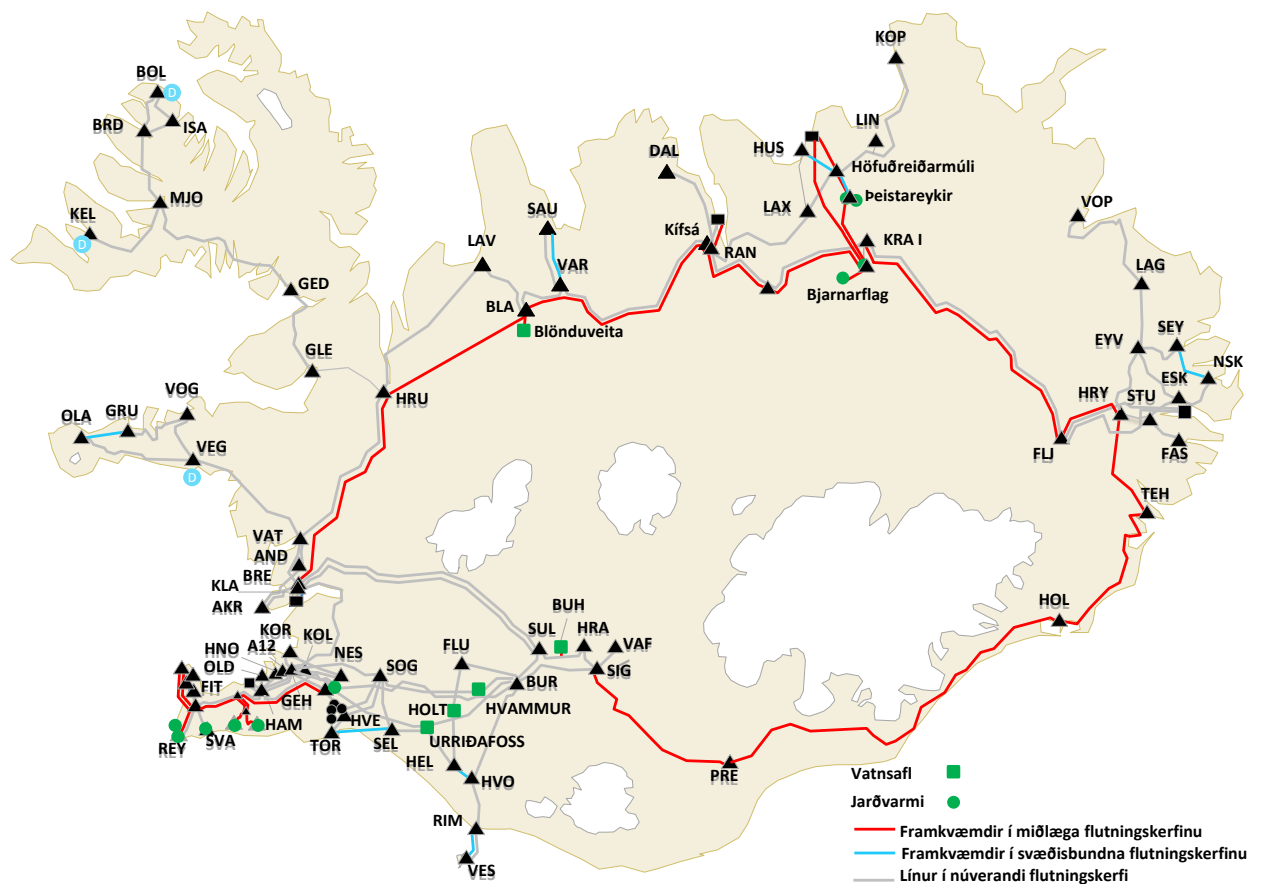 KOP
BOL
D
BRD
ISA
LIN
DAL
HUS
Höfuðreiðarmúli
MJO
Þeistareykir
KEL
D
SAU
LAX
VOP
LAV
Kífsá
RAN
KRA I
VAR
LAG
GED
BLA
Bjarnarflag
Blönduveita
SEY
EYV
GLE
NSK
ESK
HRU
VOG
HRY
STU
OLA
GRU
VEG
FLJ
FAS
D
TEH
VAT
AND
BRE
KLA
AKR
HOL
BUH
KOR
KOL
SUL
HRA
VAF
HNO
A12
NES
OLD
SOG
FLU
SIG
FIT
BUR
GEH
HOLT
HVAMMUR
HAM
HVE
REY
SVA
TOR
SEL
URRIÐAFOSS
HEL
HVO
PRE
RIM
VES
Vatnsafl
Jarðvarmi
Framkvæmdir í miðlæga flutningskerfinu
Framkvæmdir í svæðisbundna flutningskerfinu
Línur í núverandi flutningskerfi